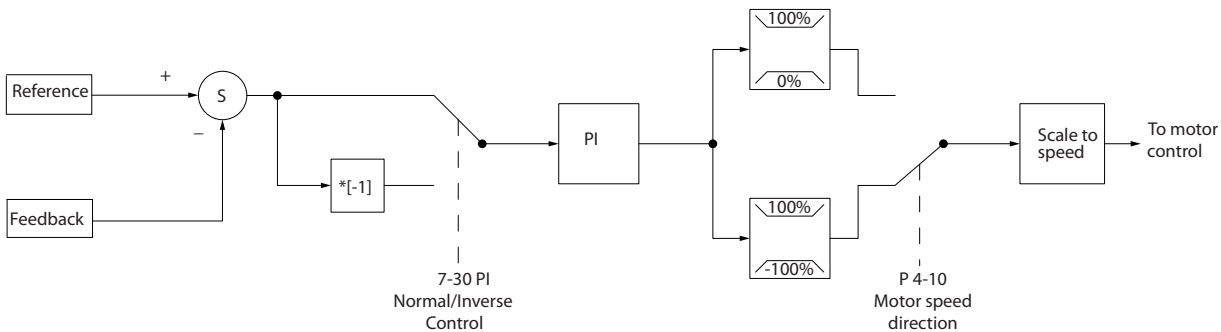 Reference
+
S
−
Feedback
*[-1]
7-30 PI
Normal/Inverse
Control
PI
100%
0%
100%
-100%
P 4-10
Motor speed
direction
Scale to
speed
To motor
control